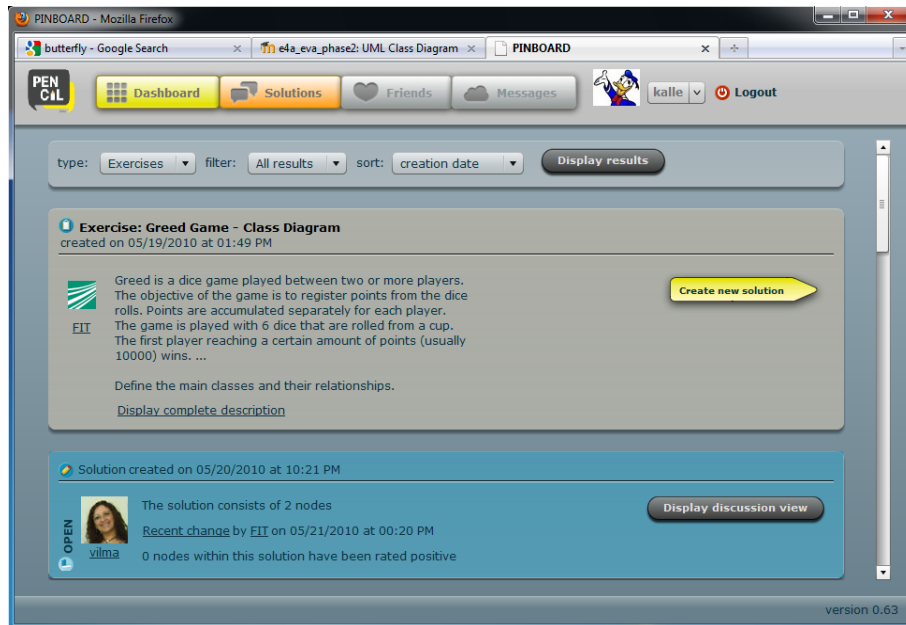 PINBOARD - Mozilla Firefox
butterfly - Google Search
e4a_eva_phase2: UML Class Diagram
PINBOARD
PEN
CIL
Dashboard
Solutions
Friends
Messages
kalle
Logout
type:
Exercises
filter:
All results
sort:
creation date
Display results
Exercise: Greed Game - Class Diagram
created on 05/19/2010 at 01:49 PM
Greed is a dice game played between two or more players.
The objective of the game is to register points from the dice
rolls. Points are accumulated separately for each player.
The game is played with 6 dice that are rolled from a cup.
The first player reaching a certain amount of points (usually
10000) wins. ...
FIT
Create new solution
Define the main classes and their relationships.
Display complete description
Solution created on 05/20/2010 at 10:21 PM
OPEN
vilma
The solution consists of 2 nodes
Recent change by FIT on 05/21/2010 at 00:20 PM
0 nodes within this solution have been rated positive
Display discussion view
version 0.63